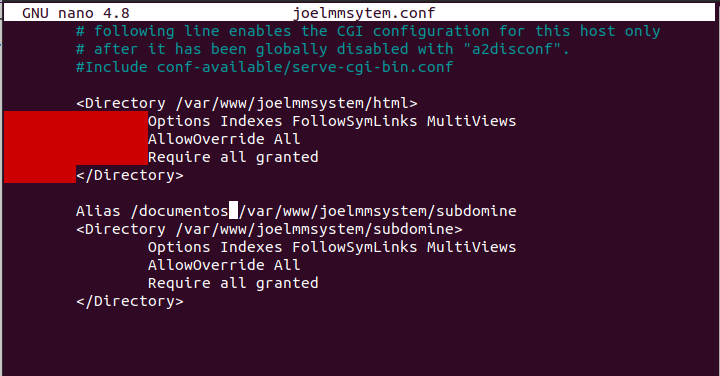 GNU nano 4.8 joelmmsytem.conf
# following line enables the CGI configuration for this host only
# after it has been globally disabled with "a2disconf".
#Include conf-available/serve-cgi-bin.conf
<Directory /var/www/joelmmsystem/html>
Options Indexes FollowSymLinks MultiViews
AllowOverride All
Require all granted
</Directory>
Alias /documentos /var/www/joelmmsystem/subdomine
<Directory /var/www/joelmmsystem/subdomine>
Options Indexes FollowSymLinks MultiViews
AllowOverride All
Require all granted
</Directory>